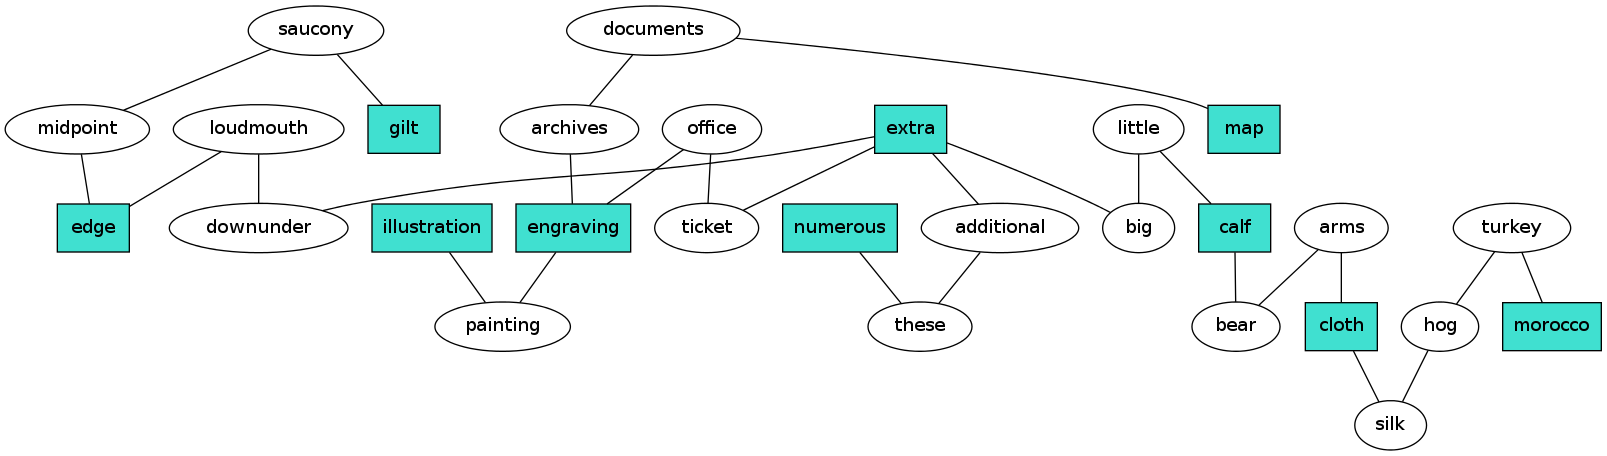 saucony
documents
midpoint
loudmouth
gilt
archives
office
extra
little
map
edge
downunder
illustration
engraving
ticket
numerous
additional
big
calf
arms
turkey
painting
these
bear
cloth
hog
morocco
silk